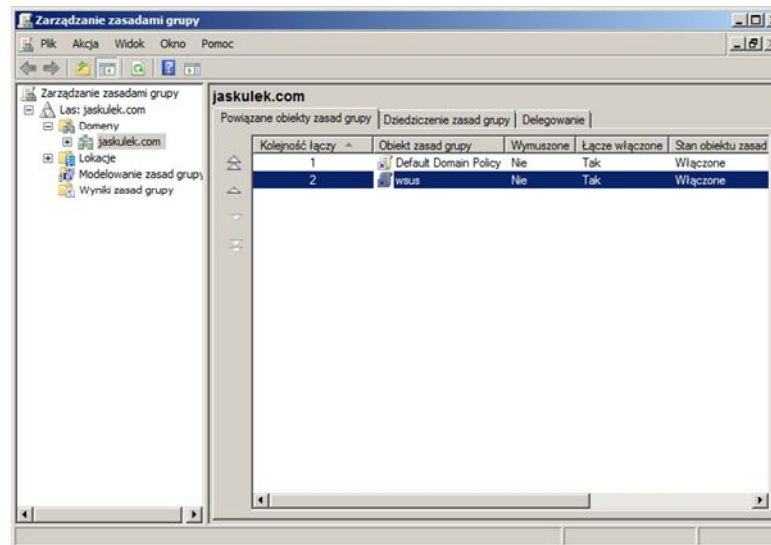 Zarządzanie zasadami grupy
Plik Akcja Widok Okno Pomoc
Zarządzanie zasadami grupy
Las: jaskulek.com
Domeny
jaskulek.com
Lokacje
Modelowanie zasad grupy
Wyniki zasad grupy
jaskulek.com
Powiązane obiekty zasad grupy Dziedziczenie zasad grupy Delegowanie
Kolejność łączy Obiekt zasad grupy Wymuszone Łącze włączone Stan obiektu zasad
1 Default Domain Policy Nie Tak Włączone
2 wsus Nie Tak Włączone